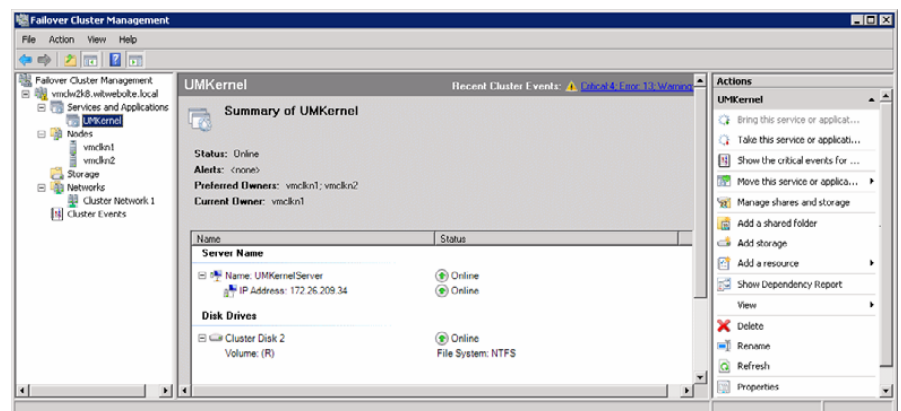 Failover Cluster Management
File Action View Help
Failover Cluster Management
vmclw2k8.witwebolte.local
Services and Applications
UMKernel
Nodes
vmclkn1
vmclkn2
Storage
Networks
Cluster Network 1
Cluster Events
UMKernel
Recent Cluster Events: Critical 4; Error: 13; Warning
Summary of UMKernel
Status: Online
Alerts: <none>
Preferred Owners: vmclkn1; vmclkn2
Current Owner: vmclkn1
Name Status
Server Name
Name: UMKernelServer Online
IP Address: 172.26.209.34 Online
Disk Drives
Cluster Disk 2 Online
Volume: (R) File System: NTFS
Actions
UMKernel
Bring this service or applicat...
Take this service or applicati...
Show the critical events for ...
Move this service or applica...
Manage shares and storage
Add a shared folder
Add storage
Add a resource
Show Dependency Report
View
Delete
Rename
Refresh
Properties